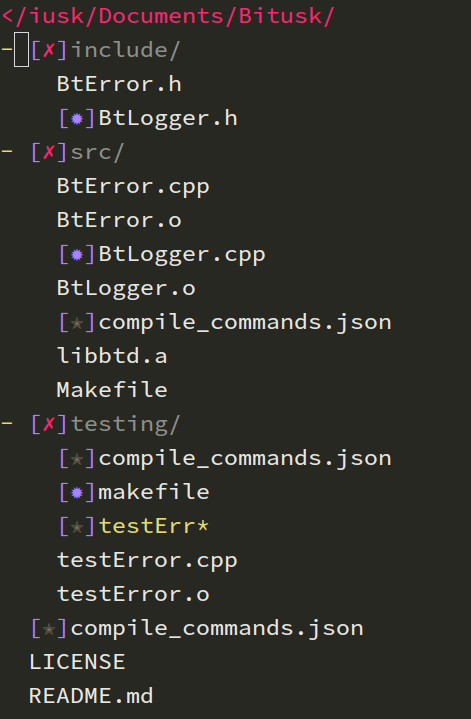 </iusk/Documents/Bitusk/
- [✗]include/
BtError.h
[✹]BtLogger.h
- [✗]src/
BtError.cpp
BtError.o
[✹]BtLogger.cpp
BtLogger.o
[✭]compile_commands.json
libbtd.a
Makefile
- [✗]testing/
[✭]compile_commands.json
[✹]makefile
[✭]testErr*
testError.cpp
testError.o
[✭]compile_commands.json
LICENSE
README.md